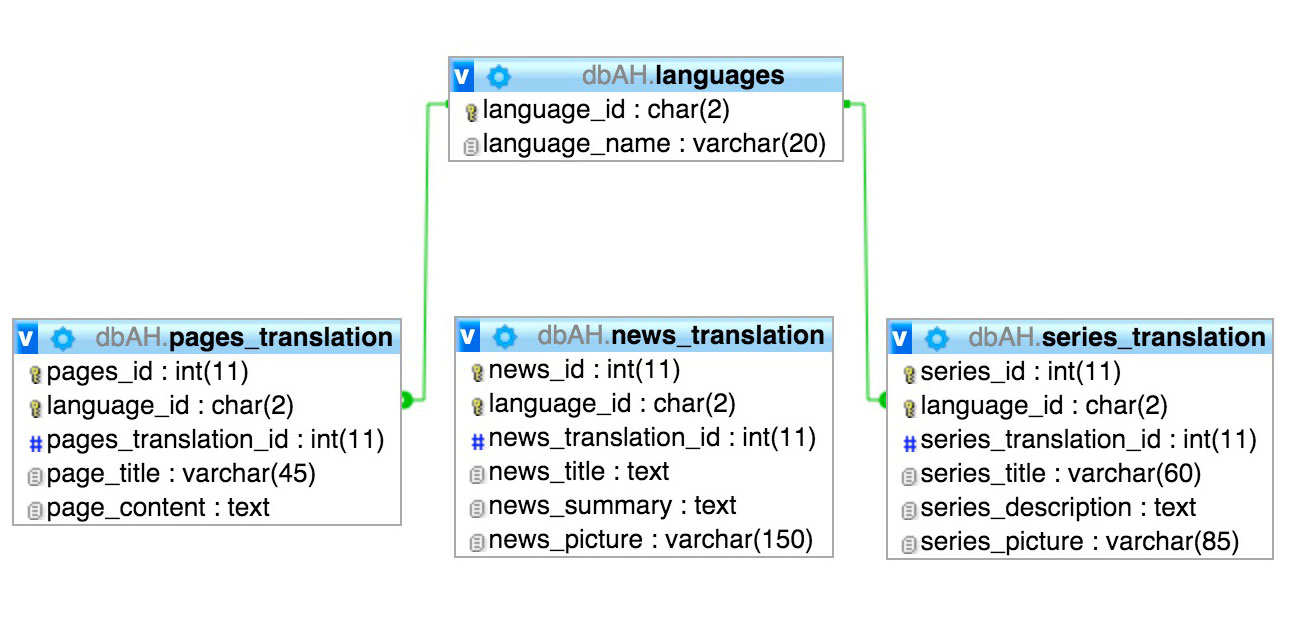 v dbAH.languages
language_id : char(2)
language_name : varchar(20)
v dbAH.pages_translation
pages_id : int(11)
language_id : char(2)
# pages_translation_id : int(11)
page_title : varchar(45)
page_content : text
v dbAH.news_translation
news_id : int(11)
language_id : char(2)
# news_translation_id : int(11)
news_title : text
news_summary : text
news_picture : varchar(150)
v dbAH.series_translation
series_id : int(11)
language_id : char(2)
# series_translation_id : int(11)
series_title : varchar(60)
series_description : text
series_picture : varchar(85)